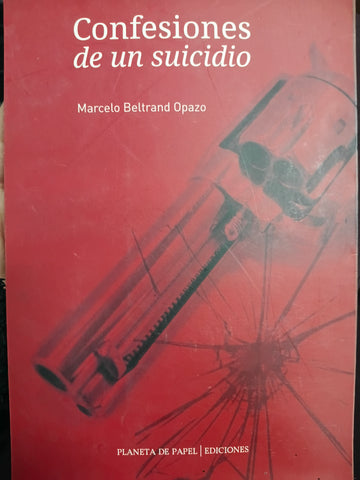 Confesiones
de un suicidio
Marcelo Beltrand Opazo
PLANETA DE PAPEL | EDICIONES